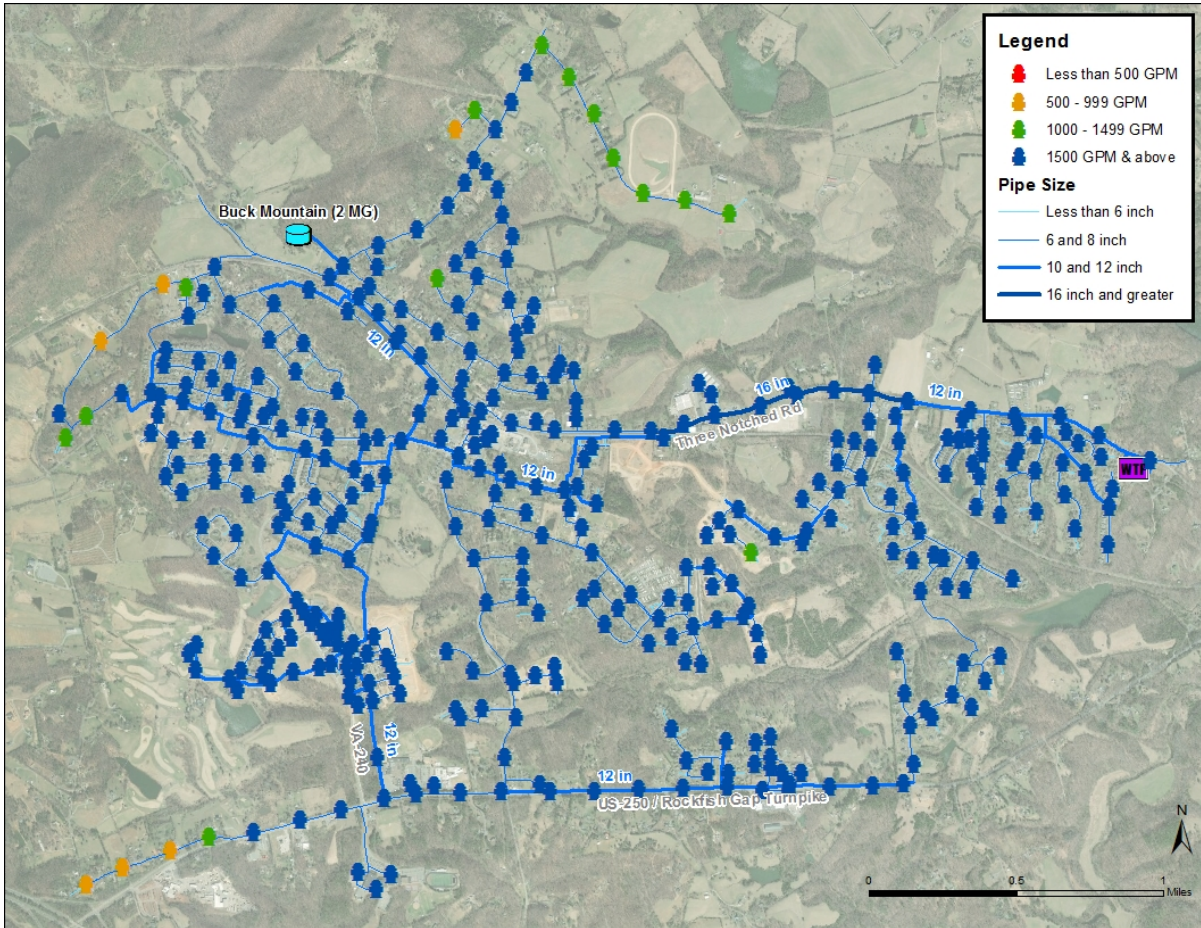 Legend
Less than 500 GPM
500 - 999 GPM
1000 - 1499 GPM
1500 GPM & above
Pipe Size
Less than 6 inch
6 and 8 inch
10 and 12 inch
16 inch and greater
Buck Mountain (2 MG)
12 in
16 in
12 in
Three Notched Rd
WTP
12 in
VA-240
12 in
12 in
US-250 / Rockfish Gap Turnpike
N
0
0.5
1
Miles